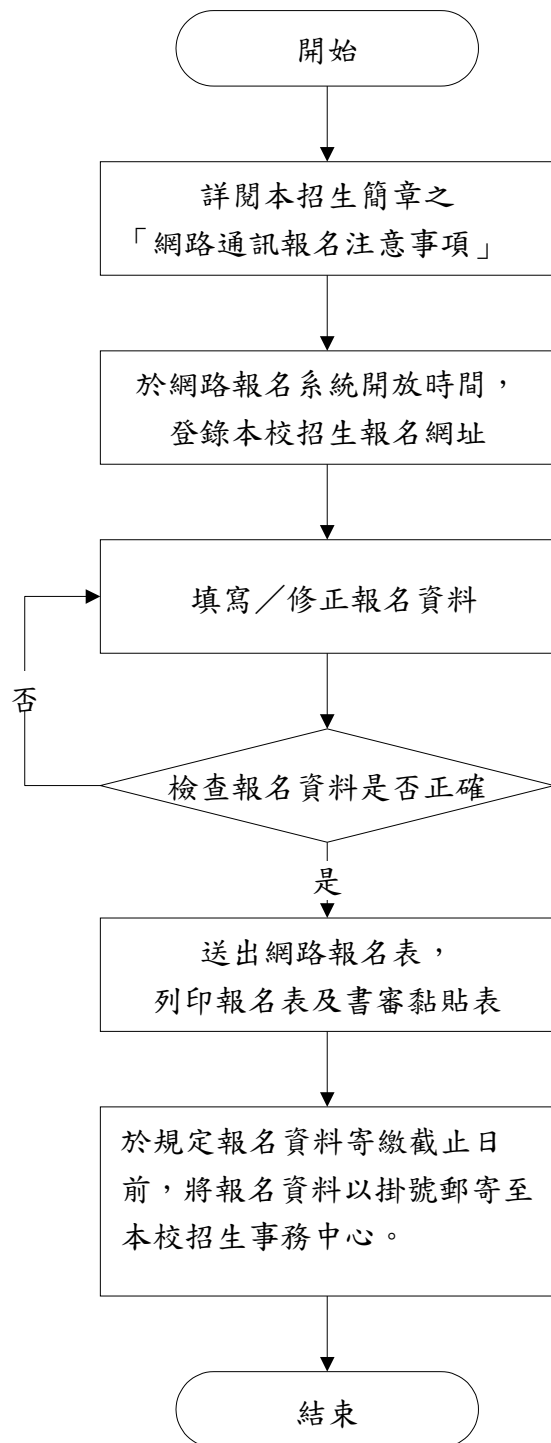 開始
詳閱本招生簡章之
「網路通訊報名注意事項」
於網路報名系統開放時間，
登錄本校招生報名網址
填寫／修正報名資料
否
檢查報名資料是否正確
是
送出網路報名表，
列印報名表及書審黏貼表
於規定報名資料寄繳截止日
前，將報名資料以掛號郵寄至
本校招生事務中心。
結束